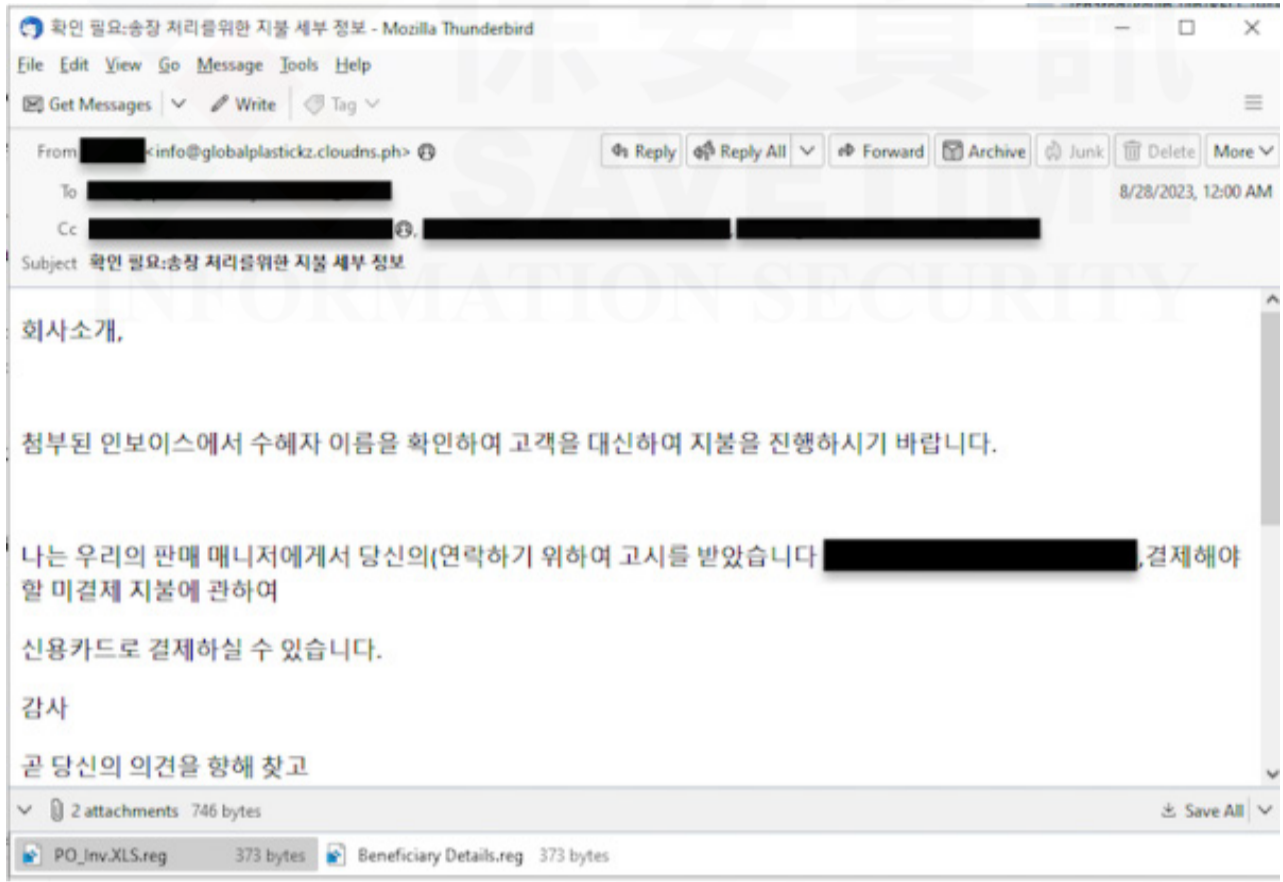 확인 필요:송장 처리를위한 지불 세부 정보 - Mozilla Thunderbird
File Edit View Go Message Tools Help
Get Messages Write Tag
From <info@globalplastickz.cloudns.ph> Reply Reply All Forward Archive Junk Delete More
To 8/28/2023, 12:00 AM
Cc , ,
Subject 확인 필요:송장 처리를위한 지불 세부 정보
保安資訊
SAVETIME
INFORMATION SECURITY
회사소개,
첨부된 인보이스에서 수혜자 이름을 확인하여 고객을 대신하여 지불을 진행하시기 바랍니다.
나는 우리의 판매 매니저에게서 당신의(연락하기 위하여 고시를 받았습니다 ,결제해야
할 미결제 지불에 관하여
신용카드로 결제하실 수 있습니다.
감사
곧 당신의 의견을 향해 찾고
2 attachments 746 bytes Save All
PO_Inv.XLS.reg 373 bytes Beneficiary Details.reg 373 bytes